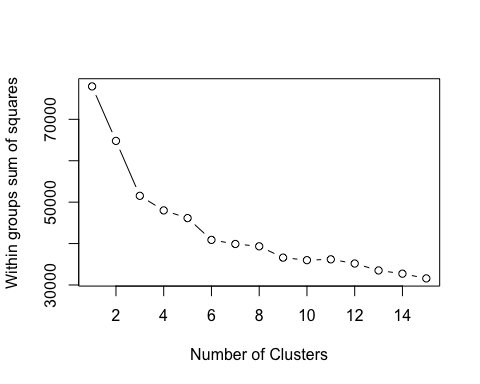 Within groups sum of squares
70000
50000
30000
2 4 6 8 10 12 14
Number of Clusters